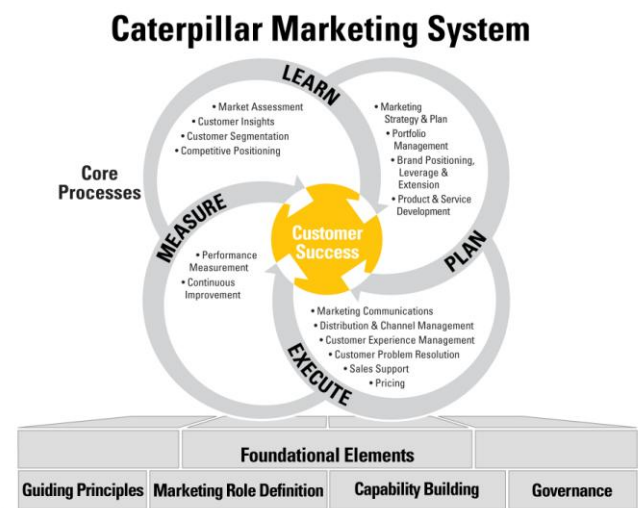 Caterpillar Marketing System
LEARN
• Market Assessment
• Customer Insights
• Customer Segmentation
• Competitive Positioning
• Marketing
Strategy & Plan
• Portfolio
Management
• Brand Positioning,
Leverage &
Extension
• Product & Service
Development
Core
Processes
MEASURE
Customer
Success
PLAN
• Performance
Measurement
• Continuous
Improvement
• Marketing Communications
• Distribution & Channel Management
• Customer Experience Management
• Customer Problem Resolution
• Sales Support
• Pricing
EXECUTE
Foundational Elements
Guiding Principles
Marketing Role Definition
Capability Building
Governance